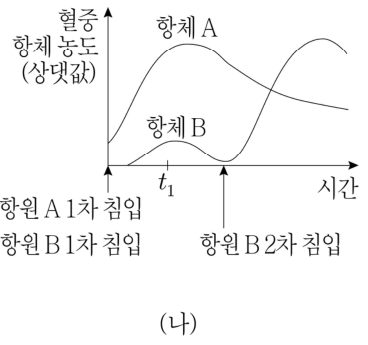 혈중
항체 농도
(상댓값)
항체 A
항체 B
t₁
시간
항원 A 1차 침입
항원 B 1차 침입
항원 B 2차 침입
(나)